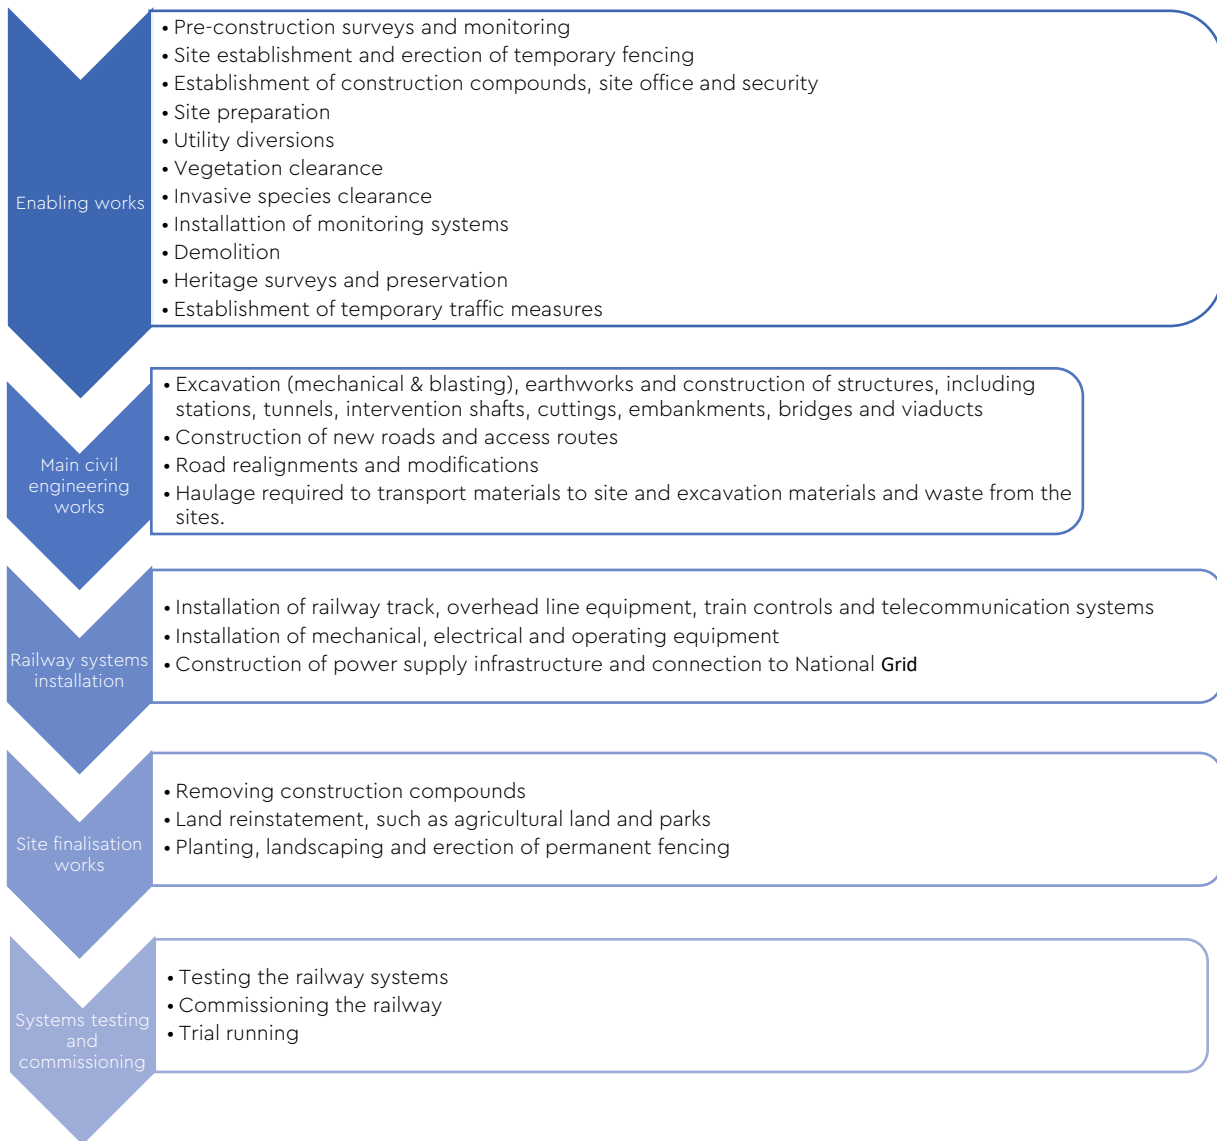 Enabling works
• Pre-construction surveys and monitoring
• Site establishment and erection of temporary fencing
• Establishment of construction compounds, site office and security
• Site preparation
• Utility diversions
• Vegetation clearance
• Invasive species clearance
• Installattion of monitoring systems
• Demolition
• Heritage surveys and preservation
• Establishment of temporary traffic measures
Main civil
engineering
works
• Excavation (mechanical & blasting), earthworks and construction of structures, including
stations, tunnels, intervention shafts, cuttings, embankments, bridges and viaducts
• Construction of new roads and access routes
• Road realignments and modifications
• Haulage required to transport materials to site and excavation materials and waste from the
sites.
Railway systems
installation
• Installation of railway track, overhead line equipment, train controls and telecommunication systems
• Installation of mechanical, electrical and operating equipment
• Construction of power supply infrastructure and connection to National Grid
Site finalisation
works
• Removing construction compounds
• Land reinstatement, such as agricultural land and parks
• Planting, landscaping and erection of permanent fencing
Systems testing
and
commissioning
• Testing the railway systems
• Commissioning the railway
• Trial running